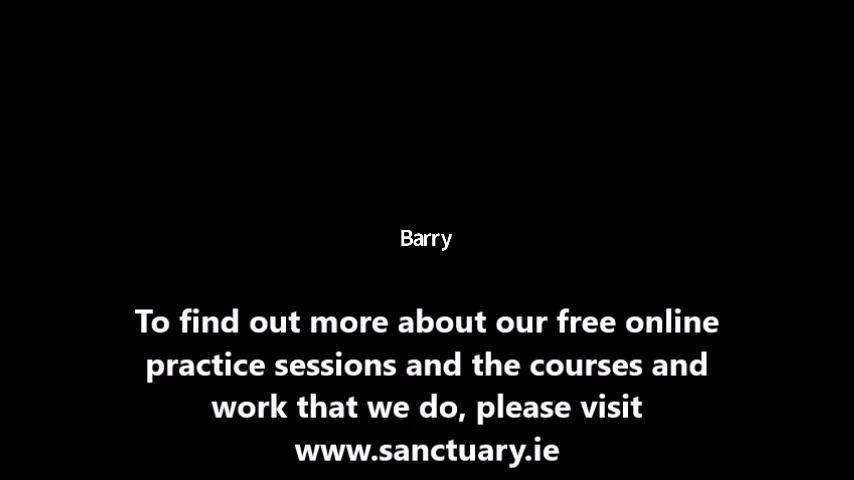 Barry
To find out more about our free online
practice sessions and the courses and
work that we do, please visit
www.sanctuary.ie